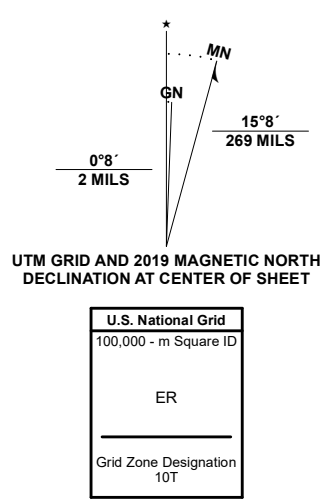 ★
MN
GN
15°8´
269 MILS
0°8´
2 MILS
UTM GRID AND 2019 MAGNETIC NORTH
DECLINATION AT CENTER OF SHEET
U.S. National Grid
100,000 - m Square ID
ER
Grid Zone Designation
10T